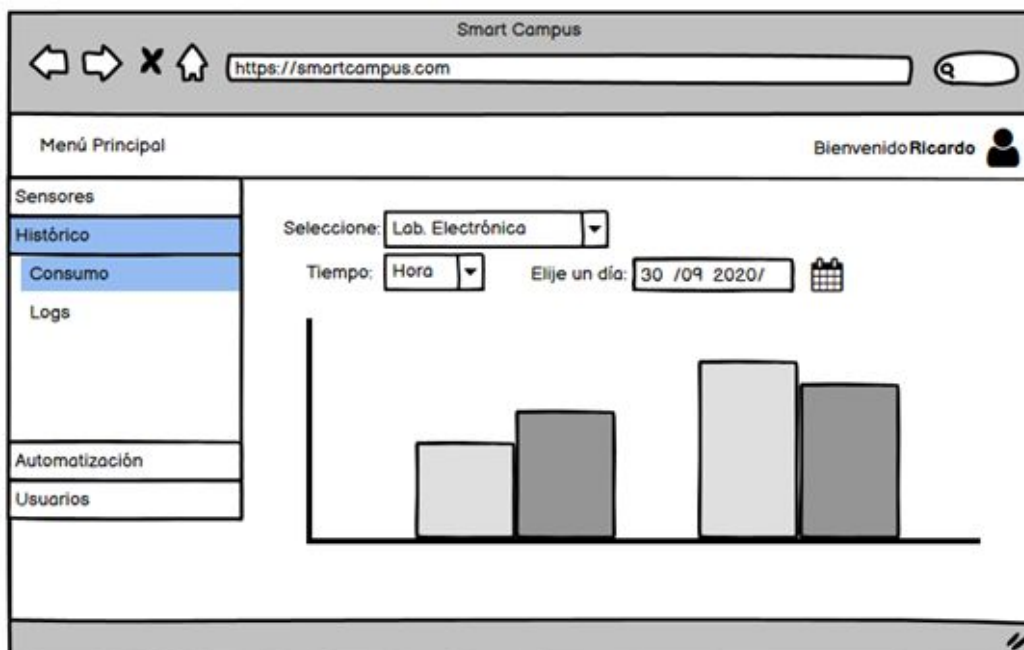 Smart Campus
https://smartcampus.com
Menú Principal
Bienvenido Ricardo
Sensores
Histórico
Consumo
Logs
Automatización
Usuarios
Seleccione: Lab. Electrónica
Tiempo: Hora Elije un día: 30 /09 2020/